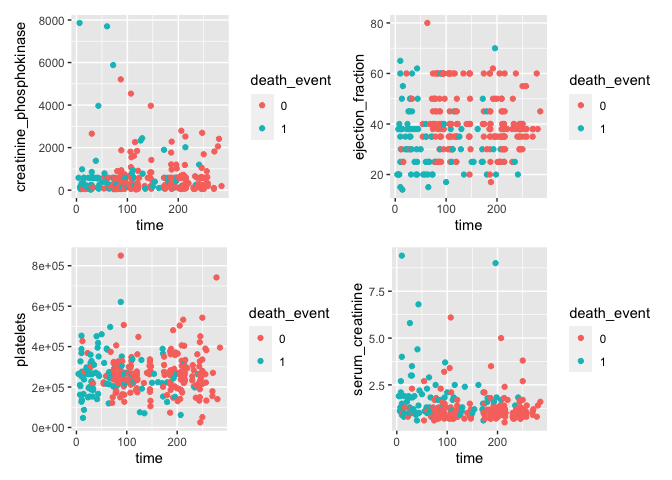 8000
6000
4000
2000
0
creatinine_phosphokinase
0 100 200
time
death_event
0
1
80
60
40
20
ejection_fraction
0 100 200
time
death_event
0
1
8e+05
6e+05
4e+05
2e+05
0e+00
platelets
0 100 200
time
death_event
0
1
7.5
5.0
2.5
serum_creatinine
0 100 200
time
death_event
0
1